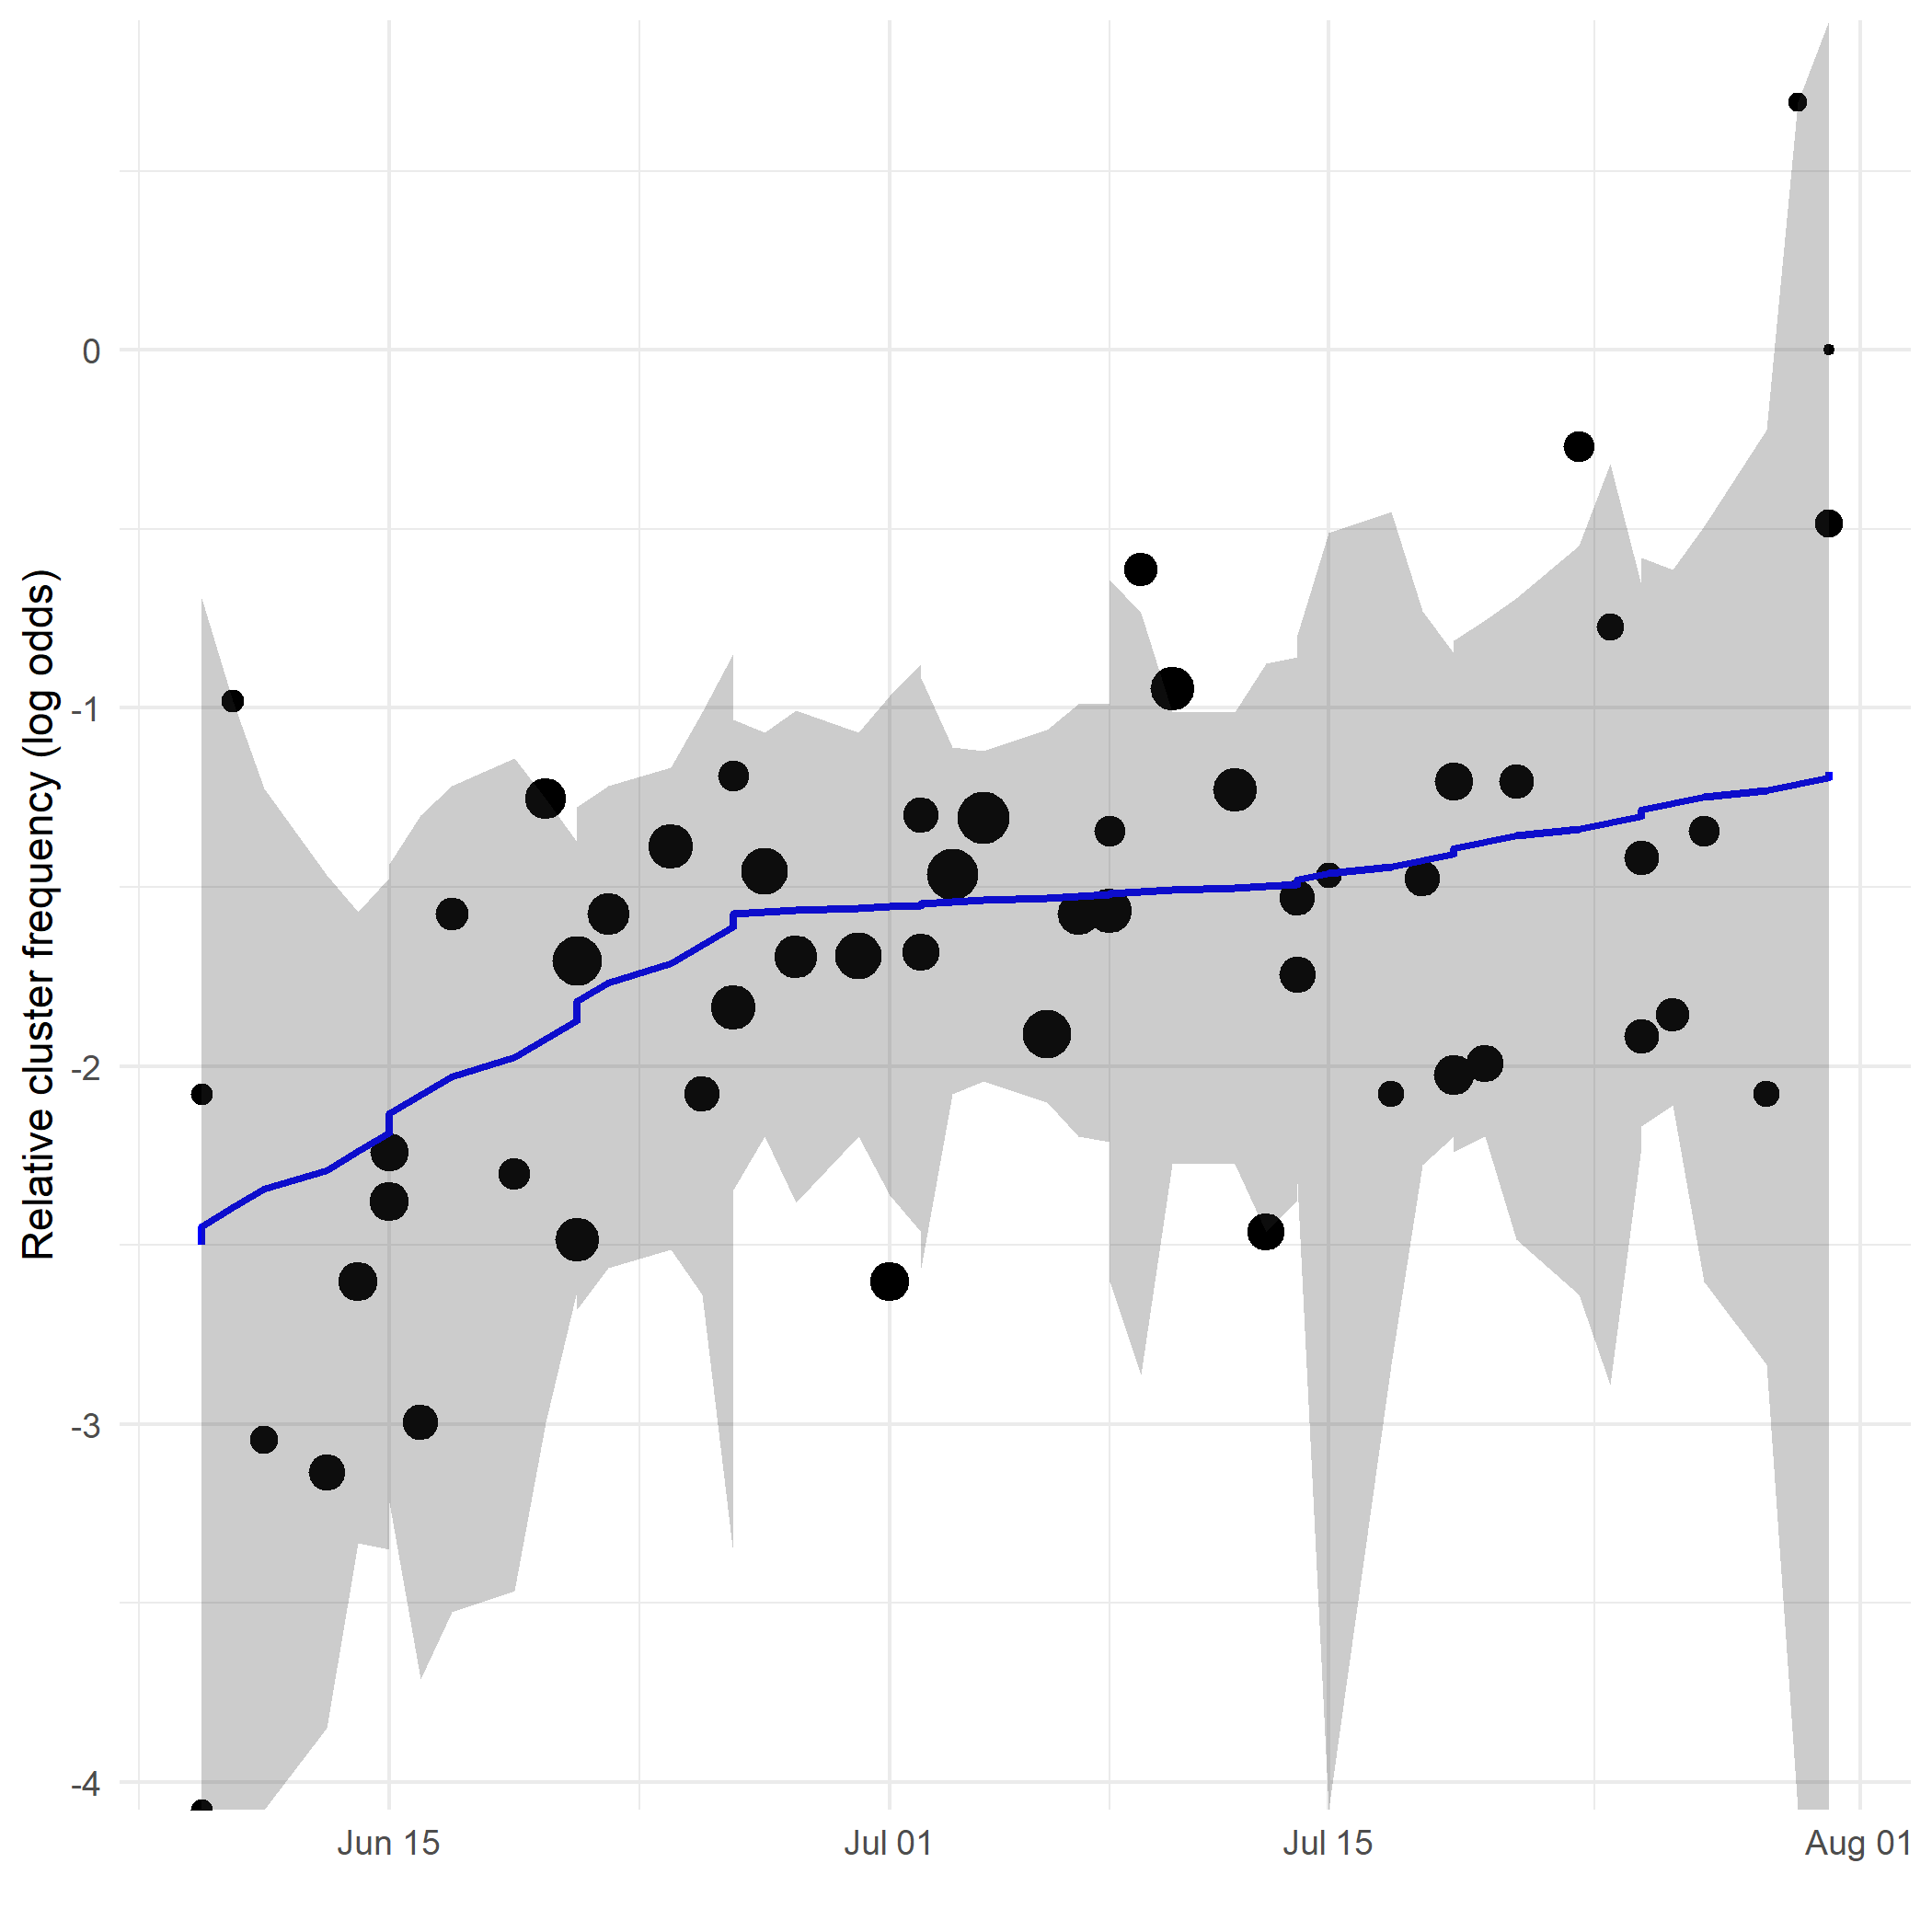 Relative cluster frequency (log odds)
0
-1
-2
-3
-4
Jun 15
Jul 01
Jul 15
Aug 01